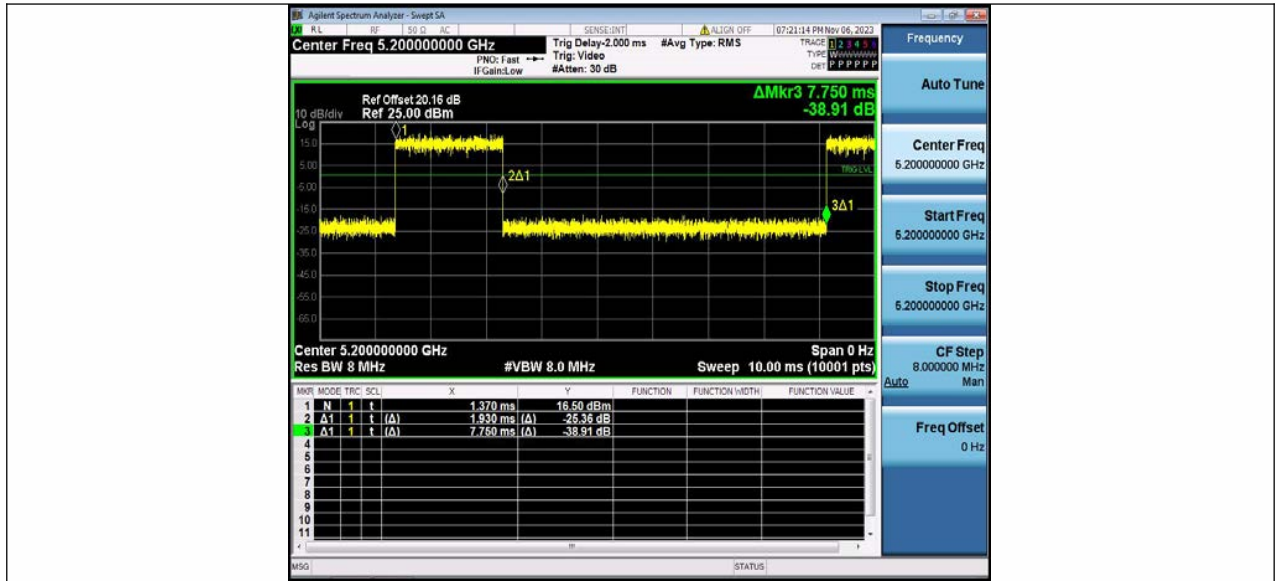 Agilent Spectrum Analyzer - Swept SA
RL RF 50 Ω AC SENSE:INT ALIGN OFF 07:21:14 PM Nov 06, 2023
Center Freq 5.200000000 GHz
PNO: Fast
IFGain:Low
Trig Delay-2.000 ms
Trig: Video
#Atten: 30 dB
#Avg Type: RMS
TRACE 1 2 3 4 5 6
TYPE W
DET P P P P P P
ΔMkr3 7.750 ms
-38.91 dB
Ref Offset 20.16 dB
10 dB/div Ref 25.00 dBm
Log
15.0
5.00
-5.00
-15.0
-25.0
-35.0
-45.0
-55.0
-65.0
1
2Δ1
3Δ1
TRIG LVL
Center 5.200000000 GHz Span 0 Hz
Res BW 8 MHz #VBW 8.0 MHz Sweep 10.00 ms (10001 pts)
MKR MODE TRC SCL X Y FUNCTION FUNCTION WIDTH FUNCTION VALUE
1 N 1 t 1.370 ms 16.50 dBm
2 Δ1 1 t (Δ) 1.930 ms (Δ) -25.36 dB
3 Δ1 1 t (Δ) 7.750 ms (Δ) -38.91 dB
4
5
6
7
8
9
10
11
MSG STATUS
Frequency
Auto Tune
Center Freq
5.200000000 GHz
Start Freq
5.200000000 GHz
Stop Freq
5.200000000 GHz
CF Step
8.000000 MHz
Auto Man
Freq Offset
0 Hz